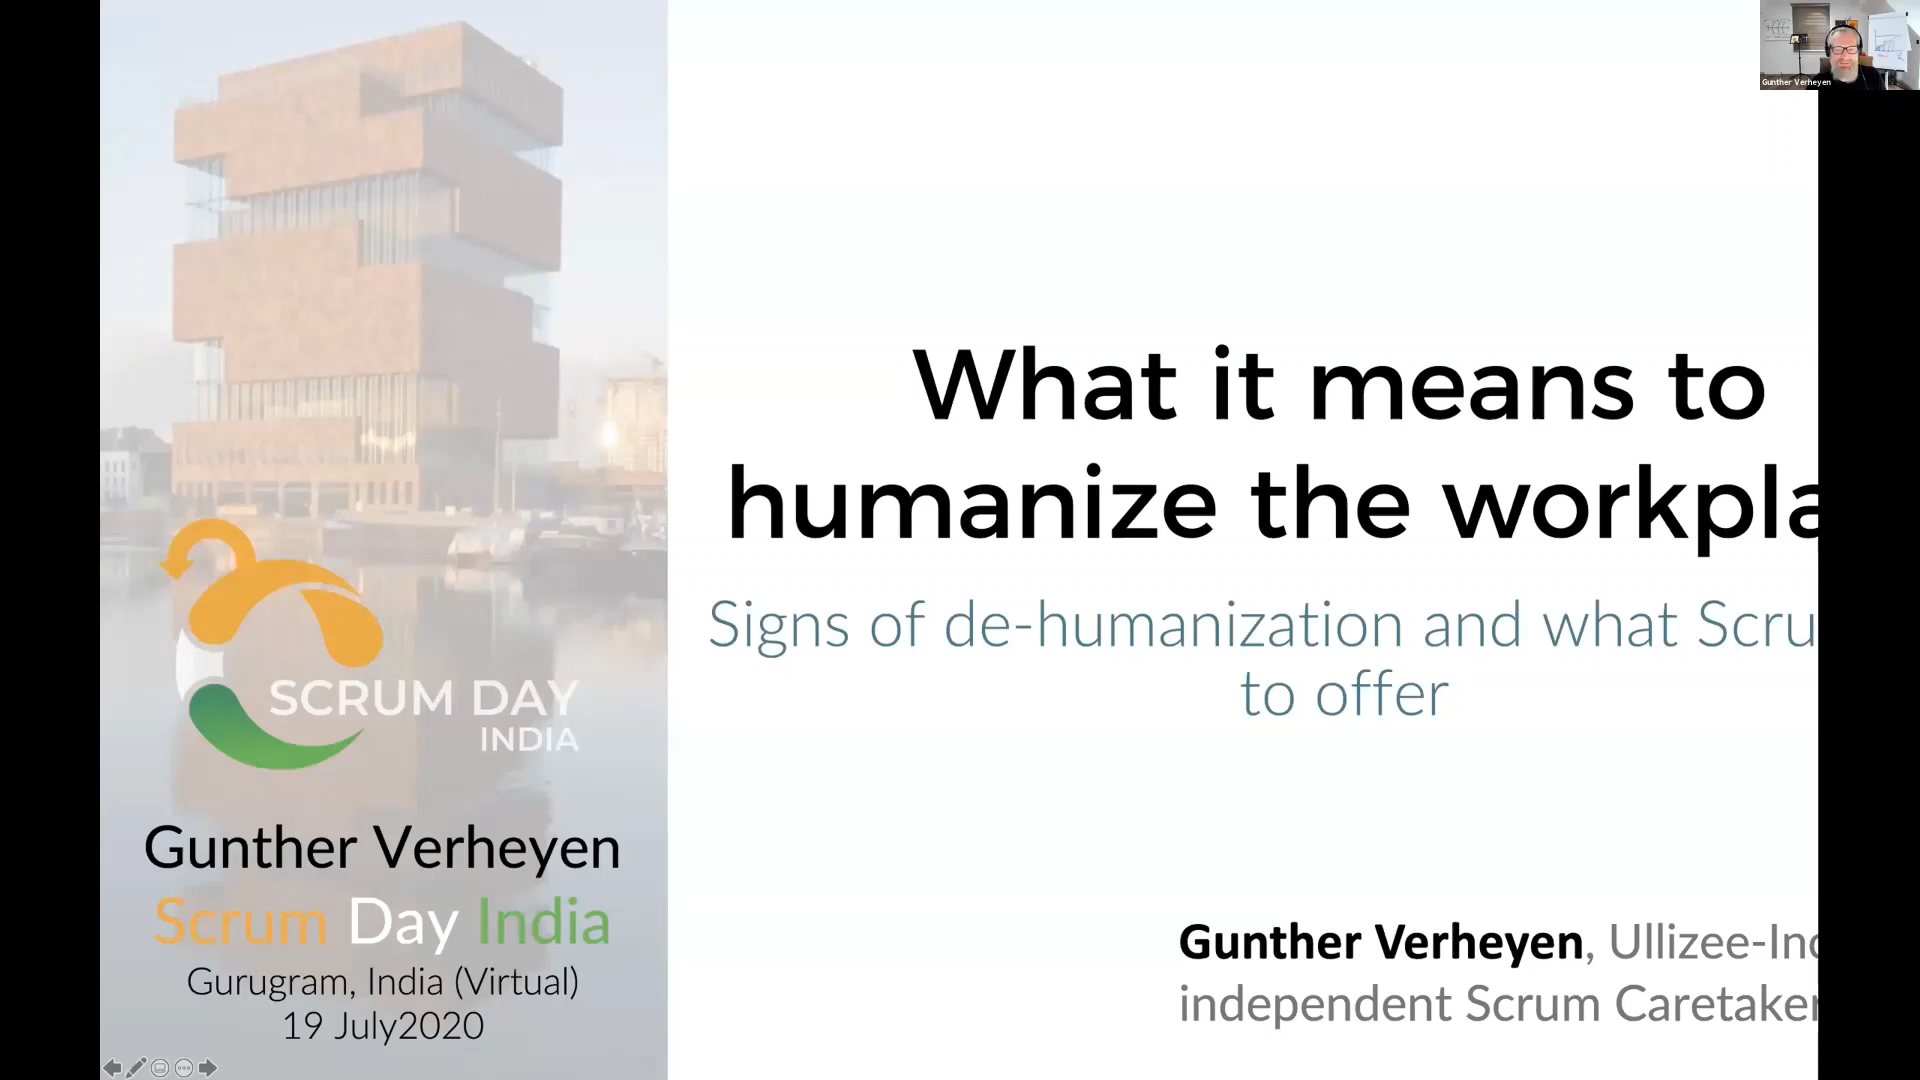 Gunther Verheyen
What it means to
humanize the workpla
Signs of de-humanization and what Scru
to offer
SCRUM DAY
INDIA
Gunther Verheyen
Scrum Day India
Gurugram, India (Virtual)
19 July2020
Gunther Verheyen, Ullizee-Inc
independent Scrum Caretaker